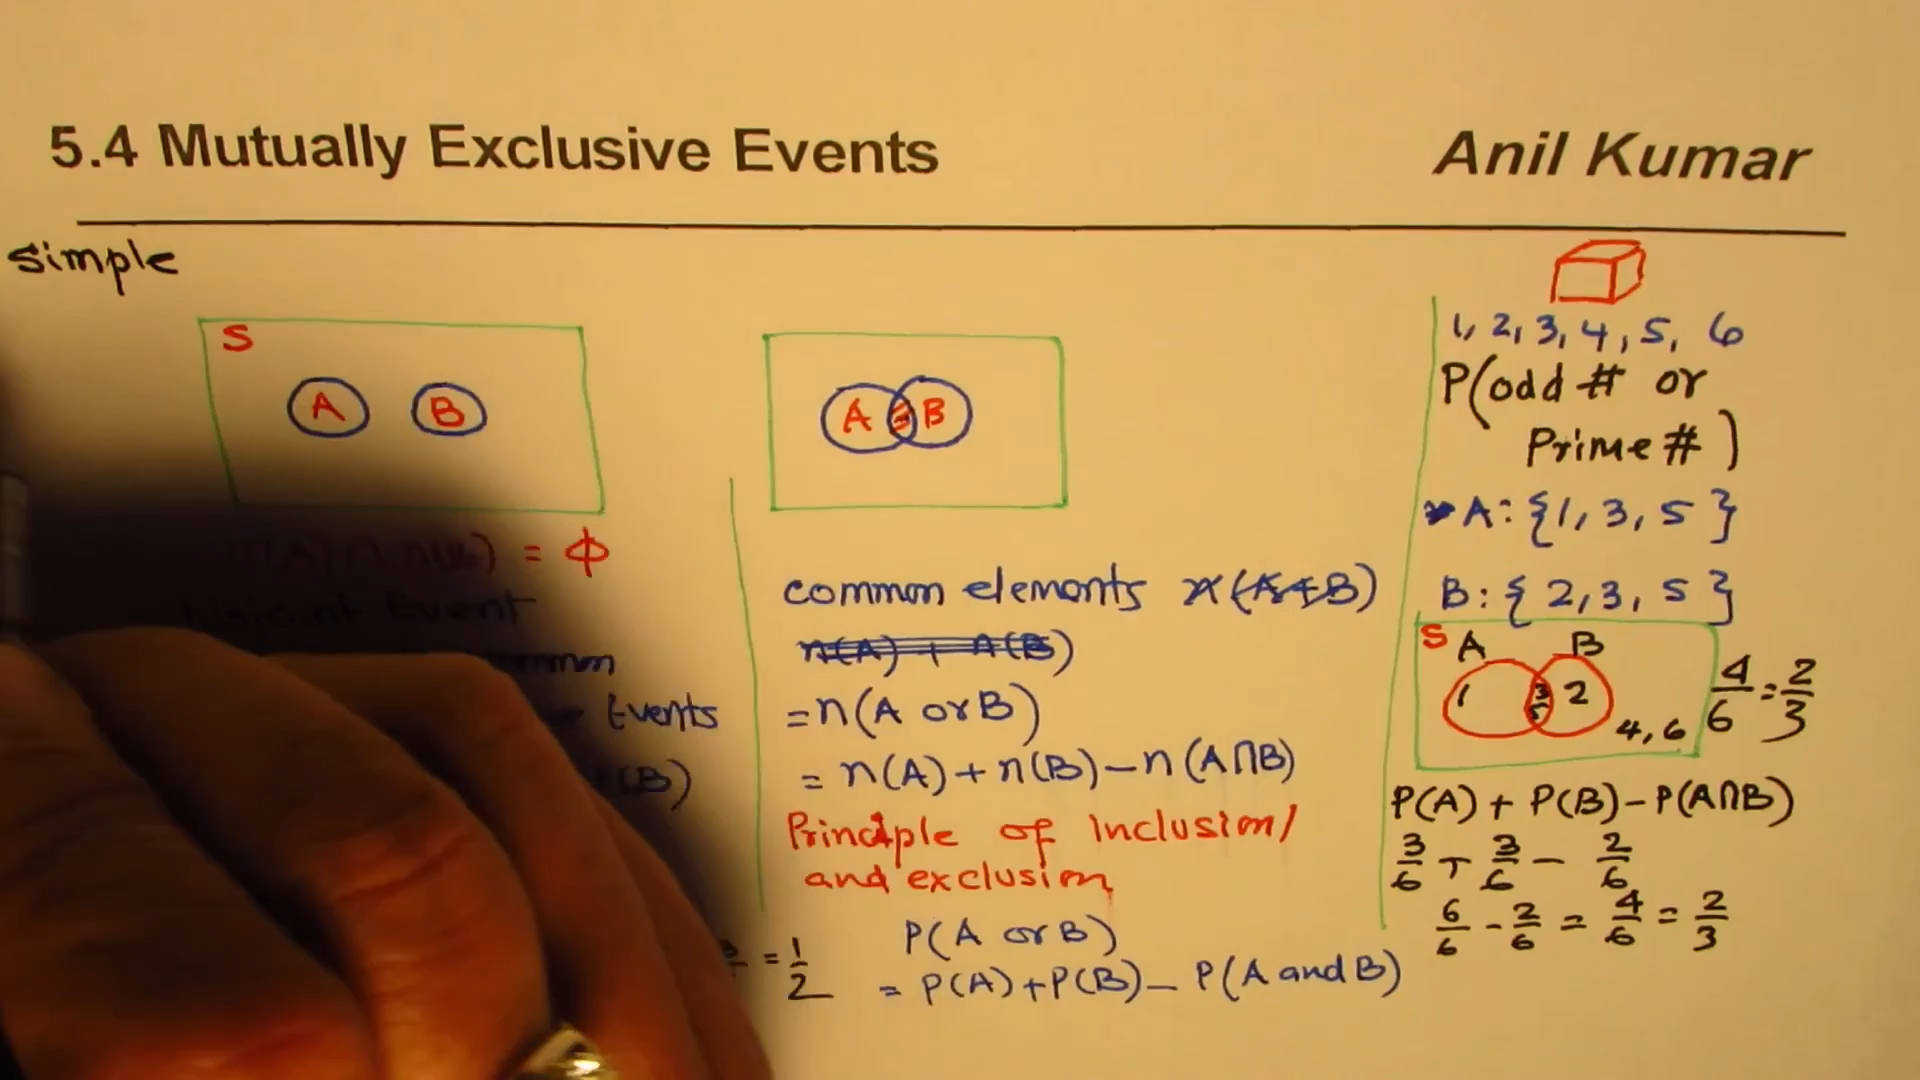 5.4 Mutually Exclusive Events
Anil Kumar
simple
S
A B
= ϕ
Disjoint Event
Events
(B)
= 1/2
A B
common elements n(A+B)
n(A) + n(B)
= n(A or B)
= n(A) + n(B) - n(A∩B)
Principle of inclusion/
and exclusion
P(A or B)
= P(A) + P(B) - P(A and B)
1, 2, 3, 4, 5, 6
P(odd # or
Prime #)
A: {1, 3, 5}
B: {2, 3, 5}
S A B
1 3 5 2
4, 6
4/6 = 2/3
P(A) + P(B) - P(A∩B)
3/6 + 3/6 - 2/6
6/6 - 2/6 = 4/6 = 2/3